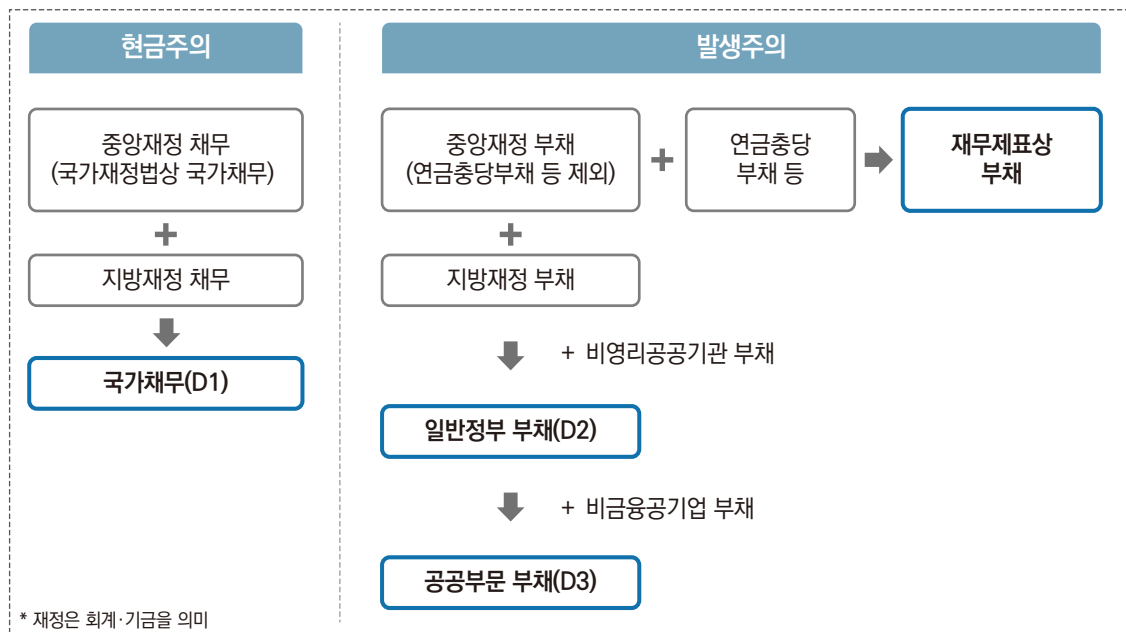 현금주의
중앙재정 채무
(국가재정법상 국가채무)
+
지방재정 채무
국가채무(D1)
* 재정은 회계·기금을 의미
발생주의
중앙재정 부채
(연금충당부채 등 제외)
+
연금충당
부채 등
재무제표상
부채
+
지방재정 부채
+ 비영리공공기관 부채
일반정부 부채(D2)
+ 비금융공기업 부채
공공부문 부채(D3)